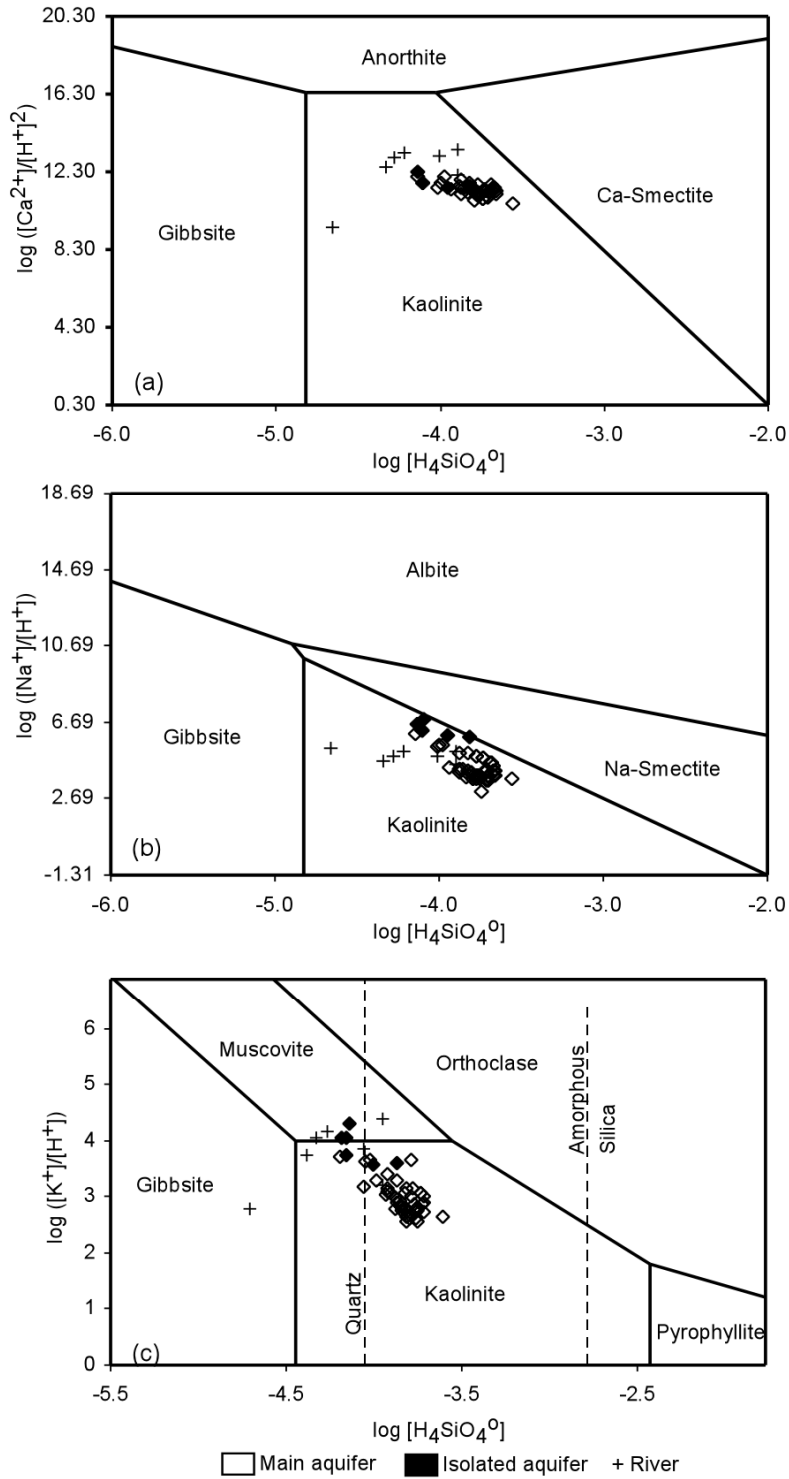 20.30
Anorthite
16.30
log ([Ca²⁺]/[H⁺]²)
12.30
Ca-Smectite
Gibbsite
8.30
Kaolinite
4.30
(a)
0.30
-6.0 -5.0 -4.0 -3.0 -2.0
log [H₄SiO₄⁰]
18.69
14.69
Albite
10.69
log ([Na⁺]/[H⁺])
6.69
Gibbsite
Na-Smectite
2.69
Kaolinite
(b)
-1.31
-6.0 -5.0 -4.0 -3.0 -2.0
log [H₄SiO₄⁰]
6
Muscovite
Orthoclase
5
Amorphous
Silica
4
log ([K⁺]/[H⁺])
Gibbsite
3
2
Quartz
Kaolinite
1
Pyrophyllite
(c)
0
-5.5 -4.5 -3.5 -2.5
log [H₄SiO₄⁰]
Main aquifer Isolated aquifer + River